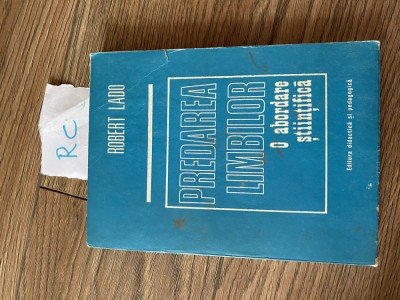 ROBERT LADO
PREDAREA
LIMBILOR
O abordare
științifică
Editura didactică și pedagogică
RC